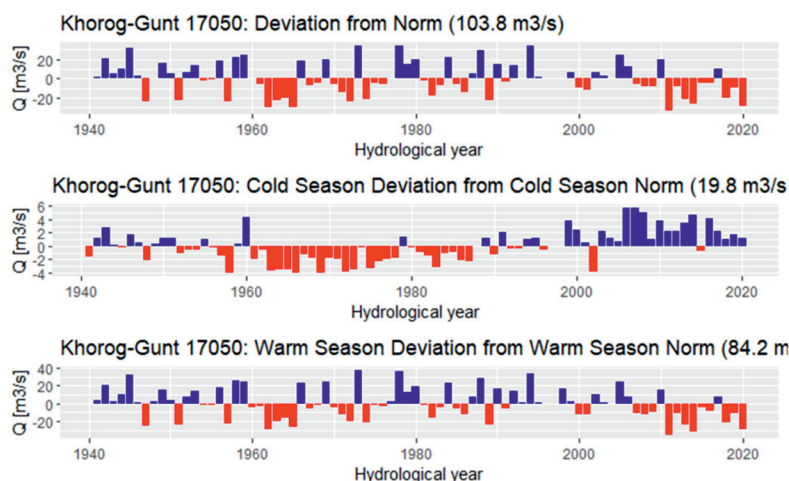 Khorog-Gunt 17050: Deviation from Norm (103.8 m3/s)
Q [m3/s]
20
0
-20
1940 1960 1980 2000 2020
Hydrological year
Khorog-Gunt 17050: Cold Season Deviation from Cold Season Norm (19.8 m3/s
Q [m3/s]
6
4
2
0
-2
-4
1940 1960 1980 2000 2020
Hydrological year
Khorog-Gunt 17050: Warm Season Deviation from Warm Season Norm (84.2 m
Q [m3/s]
40
20
0
-20
1940 1960 1980 2000 2020
Hydrological year